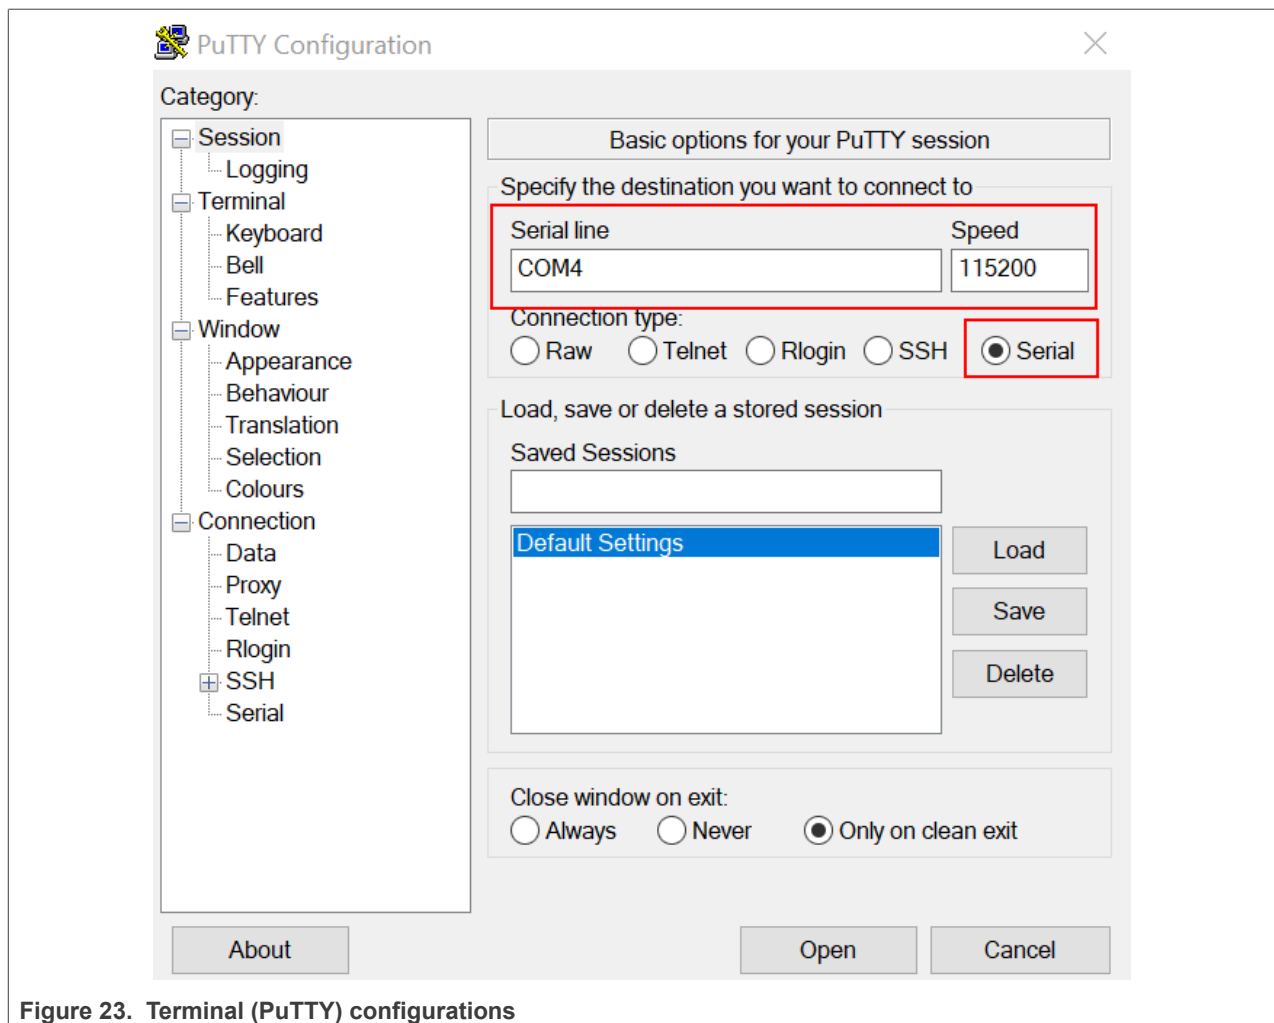 PuTTY Configuration
Category:
Session
Logging
Terminal
Keyboard
Bell
Features
Window
Appearance
Behaviour
Translation
Selection
Colours
Connection
Data
Proxy
Telnet
Rlogin
SSH
Serial
Basic options for your PuTTY session
Specify the destination you want to connect to
Serial line Speed
COM4 115200
Connection type:
Raw Telnet Rlogin SSH Serial
Load, save or delete a stored session
Saved Sessions
Default Settings
Load
Save
Delete
Close window on exit:
Always Never Only on clean exit
About Open Cancel
Figure 23. Terminal (PuTTY) configurations